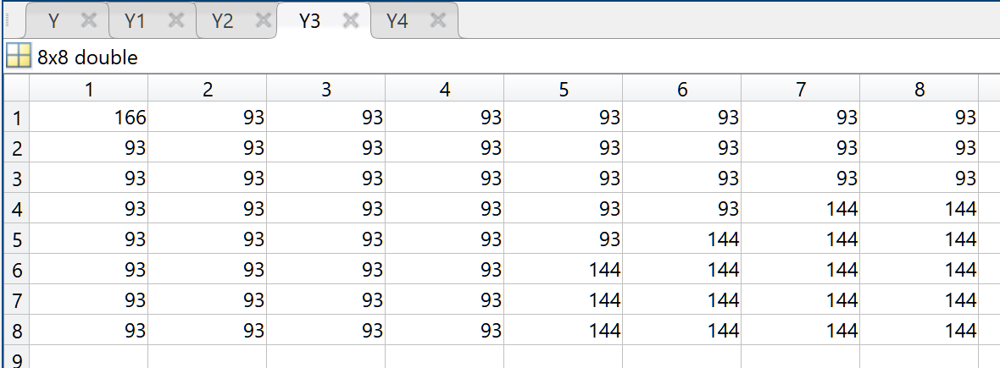 Y Y1 Y2 Y3 Y4
8x8 double
1 2 3 4 5 6 7 8
1 166 93 93 93 93 93 93 93
2 93 93 93 93 93 93 93 93
3 93 93 93 93 93 93 93 93
4 93 93 93 93 93 93 144 144
5 93 93 93 93 93 144 144 144
6 93 93 93 93 144 144 144 144
7 93 93 93 93 144 144 144 144
8 93 93 93 93 144 144 144 144
9